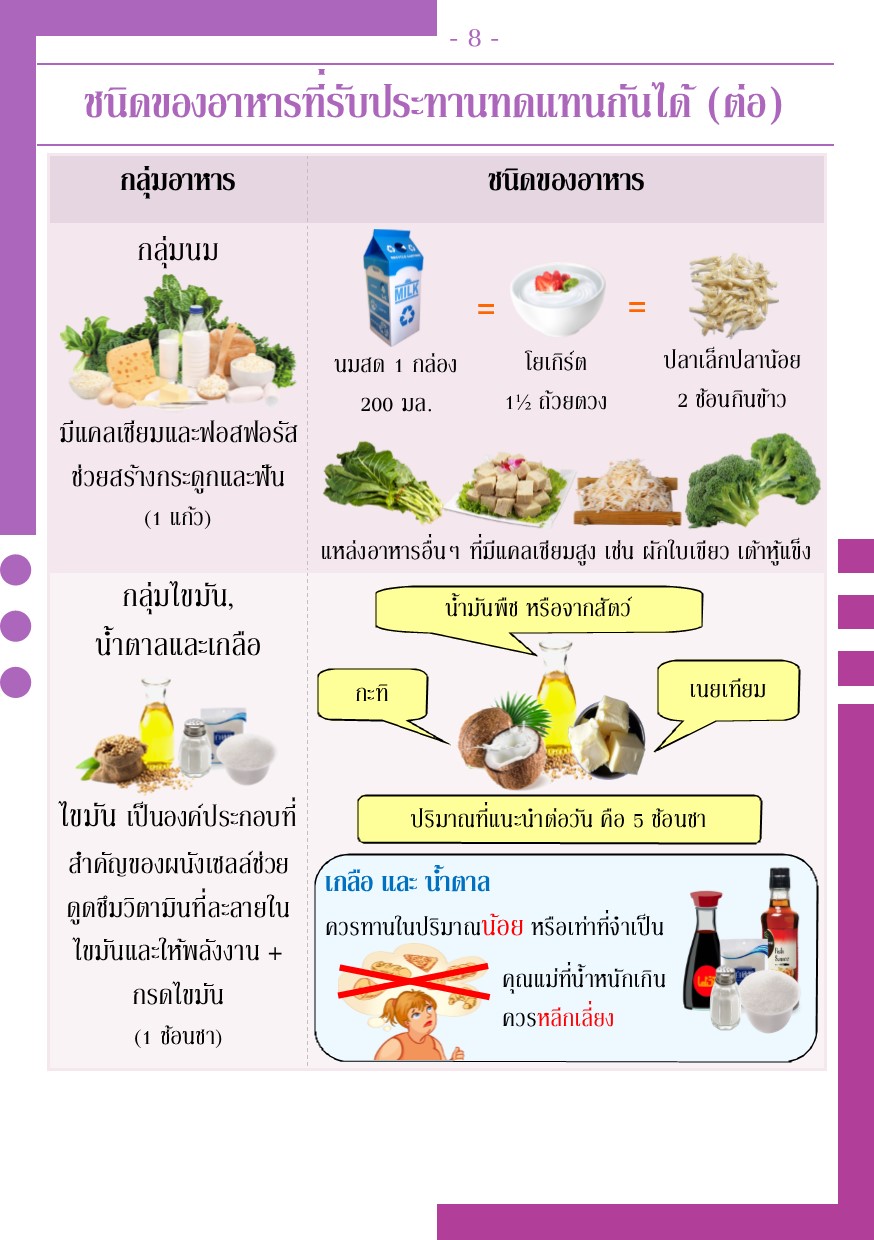 - 8 -
ชนิดของอาหารที่รับประทานทดแทนกันได้ (ต่อ)
กลุ่มอาหาร
ชนิดของอาหาร
กลุ่มนม
มีแคลเซียมและฟอสฟอรัส
ช่วยสร้างกระดูกและฟัน
(1 แก้ว)
MILK
=
=
นมสด 1 กล่อง
200 มล.
โยเกิร์ต
1½ ถ้วยตวง
ปลาเล็กปลาน้อย
2 ช้อนกินข้าว
แหล่งอาหารอื่นๆ ที่มีแคลเซียมสูง เช่น ผักใบเขียว เต้าหู้แข็ง
กลุ่มไขมัน,
น้ำตาลและเกลือ
ไขมัน เป็นองค์ประกอบที่
สำคัญของผนังเซลล์ช่วย
ดูดซึมวิตามินที่ละลายใน
ไขมันและให้พลังงาน +
กรดไขมัน
(1 ช้อนชา)
น้ำมันพืช หรือจากสัตว์
กะทิ
เนยเทียม
ปริมาณที่แนะนำต่อวัน คือ 5 ช้อนชา
เกลือ และ น้ำตาล
ควรทานในปริมาณน้อย หรือเท่าที่จำเป็น
คุณแม่ที่น้ำหนักเกิน
ควรหลีกเลี่ยง